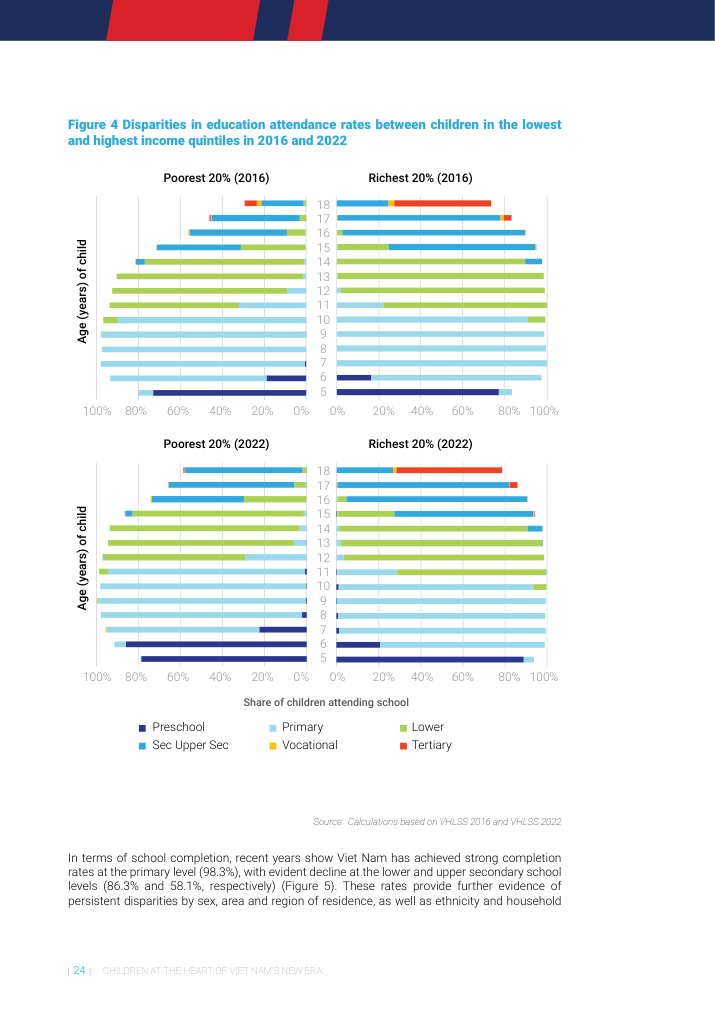 Figure 4 Disparities in education attendance rates between children in the lowest
and highest income quintiles in 2016 and 2022
Poorest 20% (2016)
Richest 20% (2016)
Age (years) of child
18
17
16
15
14
13
12
11
10
9
8
7
6
5
100% 80% 60% 40% 20% 0%
0% 20% 40% 60% 80% 100%
Poorest 20% (2022)
Richest 20% (2022)
Age (years) of child
18
17
16
15
14
13
12
11
10
9
8
7
6
5
100% 80% 60% 40% 20% 0%
0% 20% 40% 60% 80% 100%
Share of children attending school
Preschool Primary Lower
Sec Upper Sec Vocational Tertiary
Source: Calculations based on VHLSS 2016 and VHLSS 2022
In terms of school completion, recent years show Viet Nam has achieved strong completion
rates at the primary level (98.3%), with evident decline at the lower and upper secondary school
levels (86.3% and 58.1%, respectively) (Figure 5). These rates provide further evidence of
persistent disparities by sex, area and region of residence, as well as ethnicity and household
| 24 | CHILDREN AT THE HEART OF VIET NAM'S NEW ERA